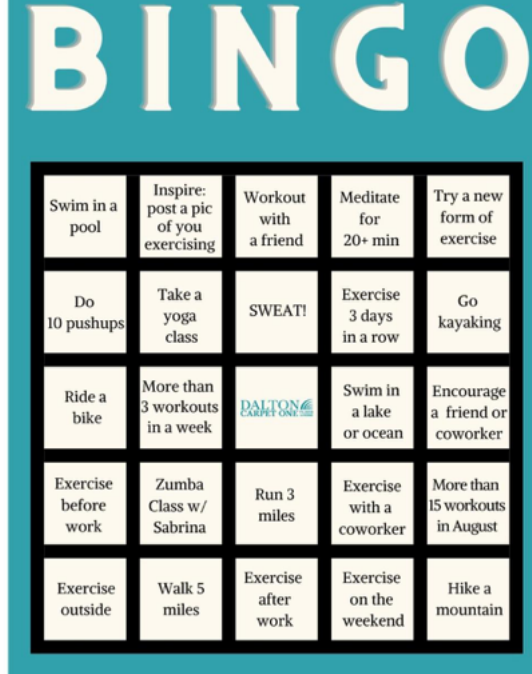 BINGO
Swim in a
pool
Inspire:
post a pic
of you
exercising
Workout
with
a friend
Meditate
for
20+ min
Try a new
form of
exercise
Do
10 pushups
Take a
yoga
class
SWEAT!
Exercise
3 days
in a row
Go
kayaking
Ride a
bike
More than
3 workouts
in a week
DALTON
CARPET ONE
Swim in
a lake
or ocean
Encourage
a friend or
coworker
Exercise
before
work
Zumba
Class w/
Sabrina
Run 3
miles
Exercise
with a
coworker
More than
15 workouts
in August
Exercise
outside
Walk 5
miles
Exercise
after
work
Exercise
on the
weekend
Hike a
mountain